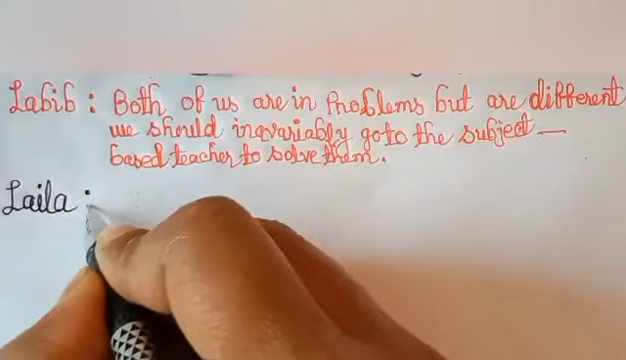 Labib : Both of us are in Problems but are different
we should inavariably go to the subject —
based teacher to solve them.
Laila :